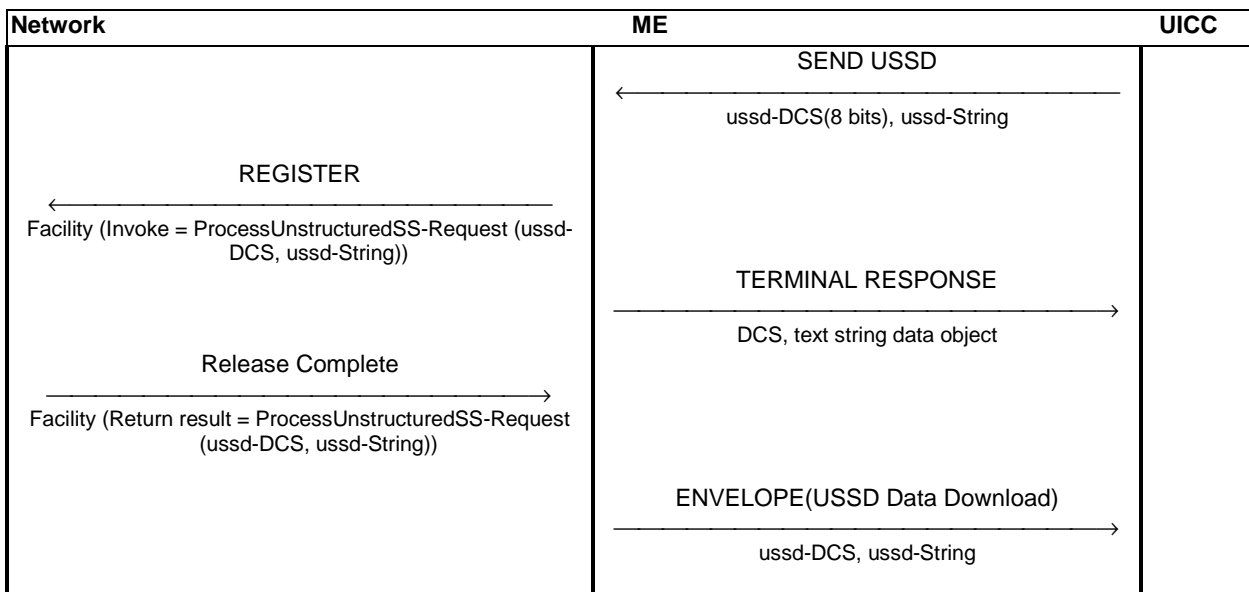 Network ME UICC
SEND USSD
ussd-DCS(8 bits), ussd-String
REGISTER
Facility (Invoke = ProcessUnstructuredSS-Request (ussd-
DCS, ussd-String))
TERMINAL RESPONSE
DCS, text string data object
Release Complete
Facility (Return result = ProcessUnstructuredSS-Request
(ussd-DCS, ussd-String))
ENVELOPE(USSD Data Download)
ussd-DCS, ussd-String